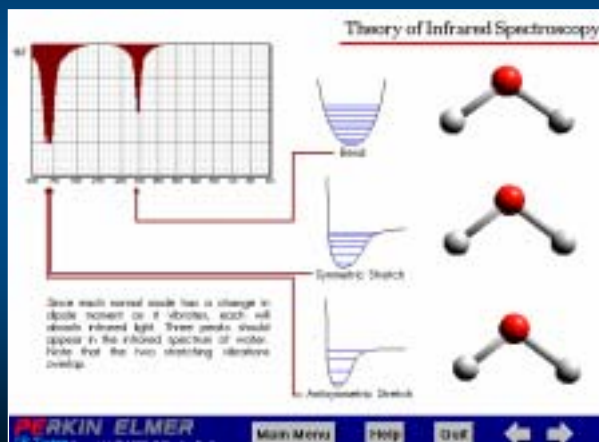 Theory of Infrared Spectroscopy
Bend
Symmetric Stretch
Since each normal mode has a change in
dipole moment as it vibrates, each will
absorb infrared light. Three peaks should
appear in the infrared spectrum of water.
Note that the two stretching vibrations
overlap.
Antisymmetric Stretch
PERKIN ELMER
Main Menu
Help
Quit